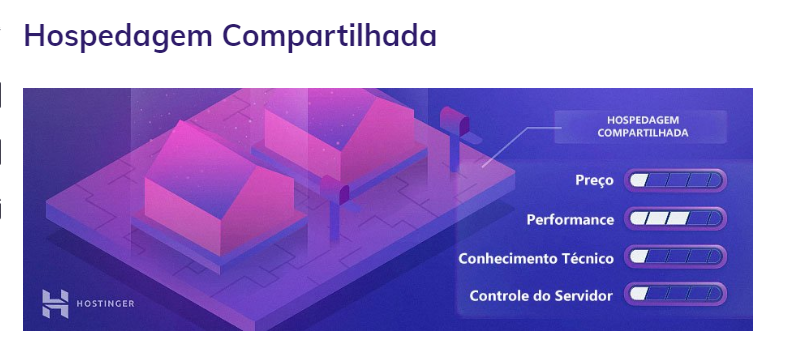 Hospedagem Compartilhada
HOSPEDAGEM
COMPARTILHADA
Preço
Performance
Conhecimento Técnico
Controle do Servidor
HOSTINGER